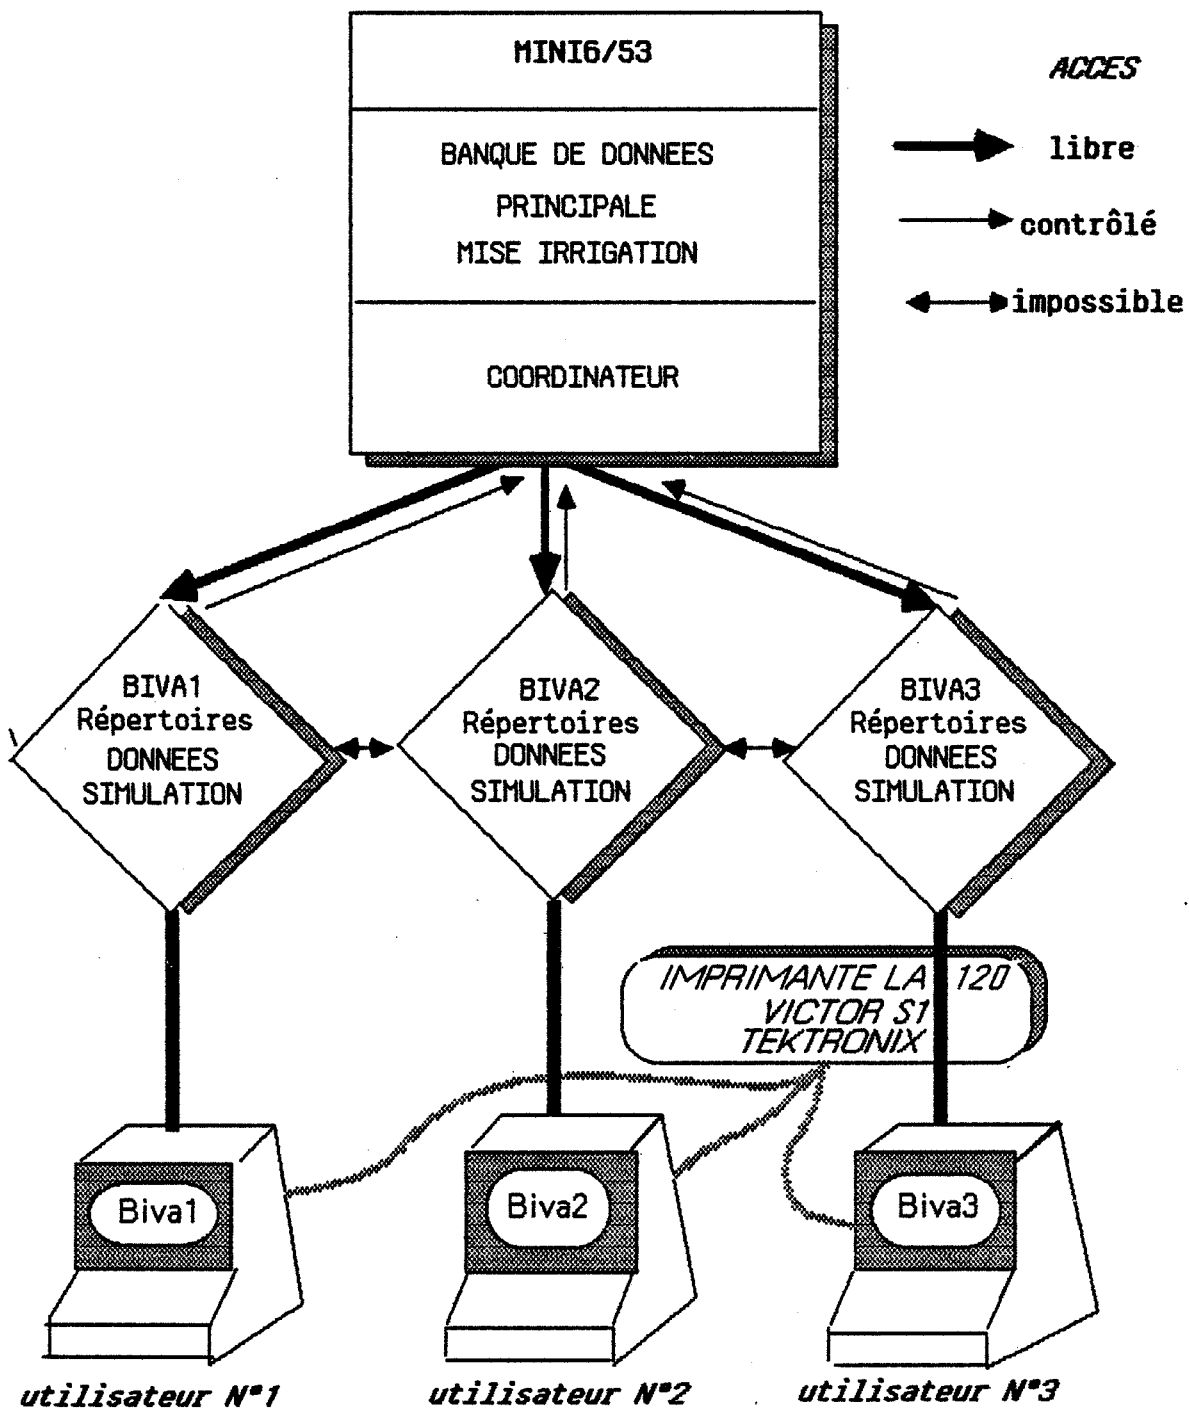 MINI6/53
BANQUE DE DONNEES
PRINCIPALE
MISE IRRIGATION
COORDINATEUR
ACCES
libre
contrôlé
impossible
BIVA1
Répertoires
DONNEES
SIMULATION
BIVA2
Répertoires
DONNEES
SIMULATION
BIVA3
Répertoires
DONNEES
SIMULATION
IMPRIMANTE LA 120
VICTOR S1
TEKTRONIX
Biva1
Biva2
Biva3
utilisateur N°1
utilisateur N°2
utilisateur N°3